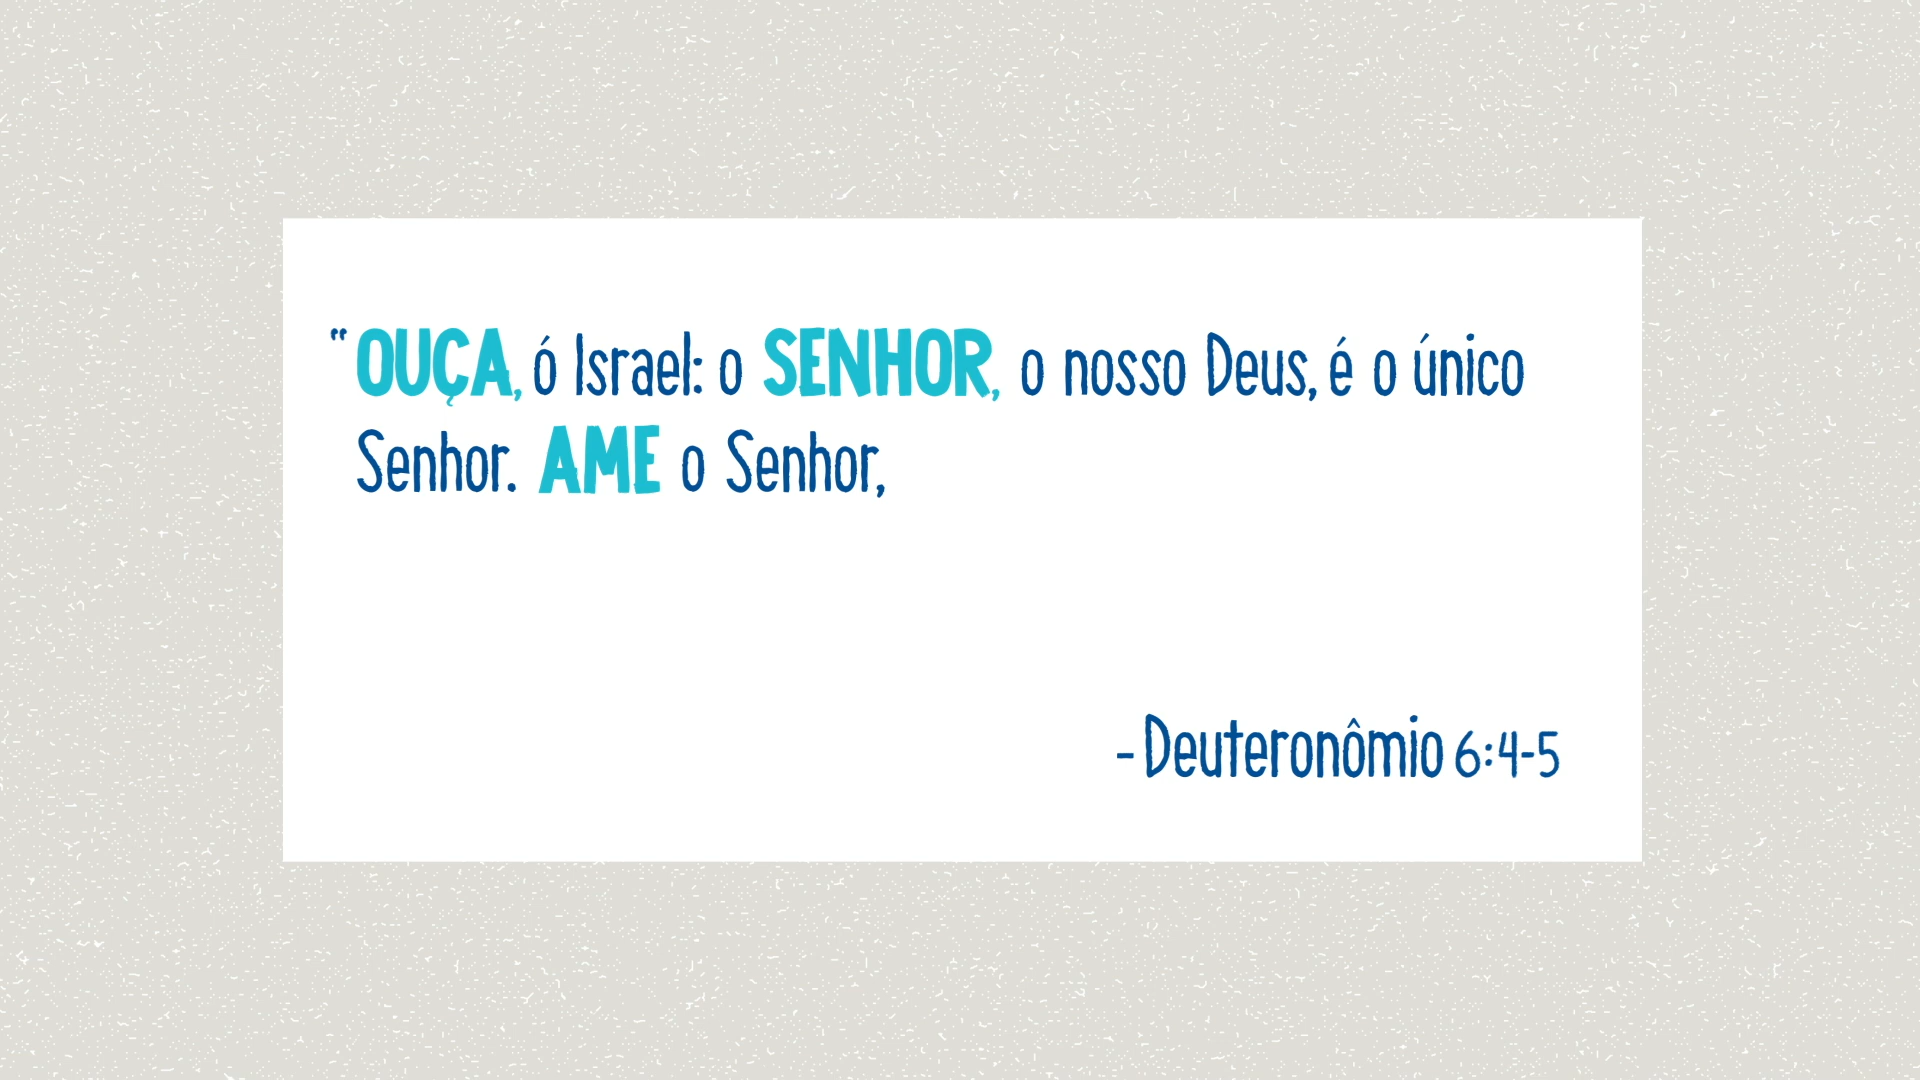 “OUÇA, ó Israel: o SENHOR, o nosso Deus, é o único
Senhor. AME o Senhor,
- Deuteronômio 6:4-5